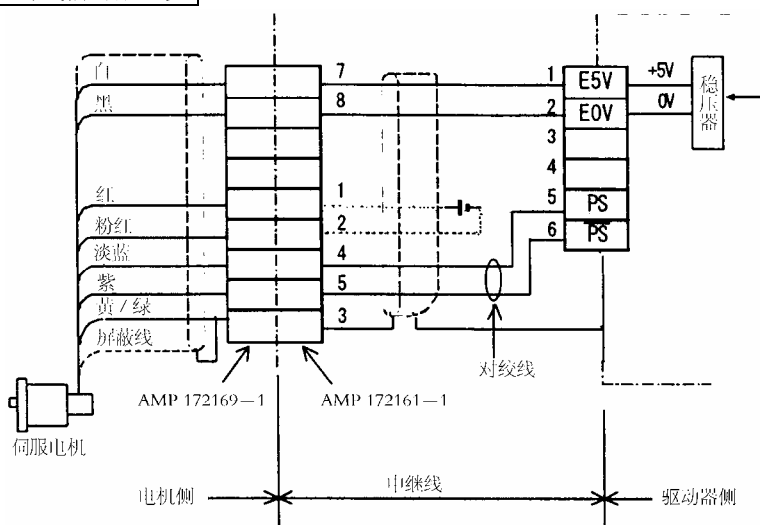 白 7 1 E5V +5V
黑 8 2 E0V 0V 稳压器
3
4
红 1 5 PS
粉红 2 6 PS
淡蓝 4
紫 5
黄/绿 3
屏蔽线
对绞线
AMP 172169—1 AMP 172161—1
伺服电机
电机侧 中继线 驱动器侧